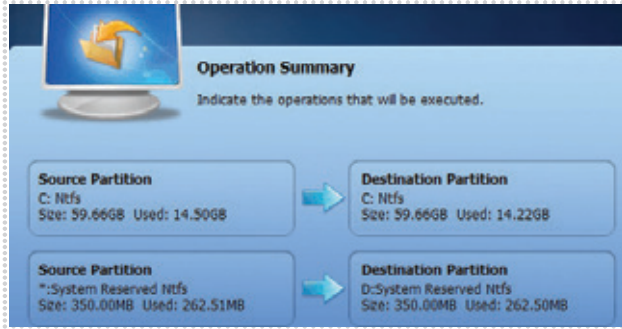 Operation Summary
Indicate the operations that will be executed.
Source Partition
C: Ntfs
Size: 59.66GB Used: 14.50GB
Destination Partition
C: Ntfs
Size: 59.66GB Used: 14.22GB
Source Partition
*:System Reserved Ntfs
Size: 350.00MB Used: 262.51MB
Destination Partition
D:System Reserved Ntfs
Size: 350.00MB Used: 262.50MB